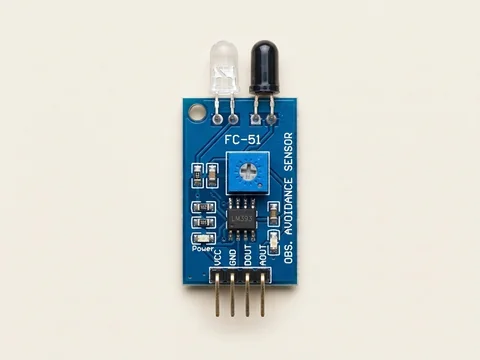 FC-51
OBS. AVOIDANCE SENSOR
LM393
Power
VCC
GND
DOUT
AOUT